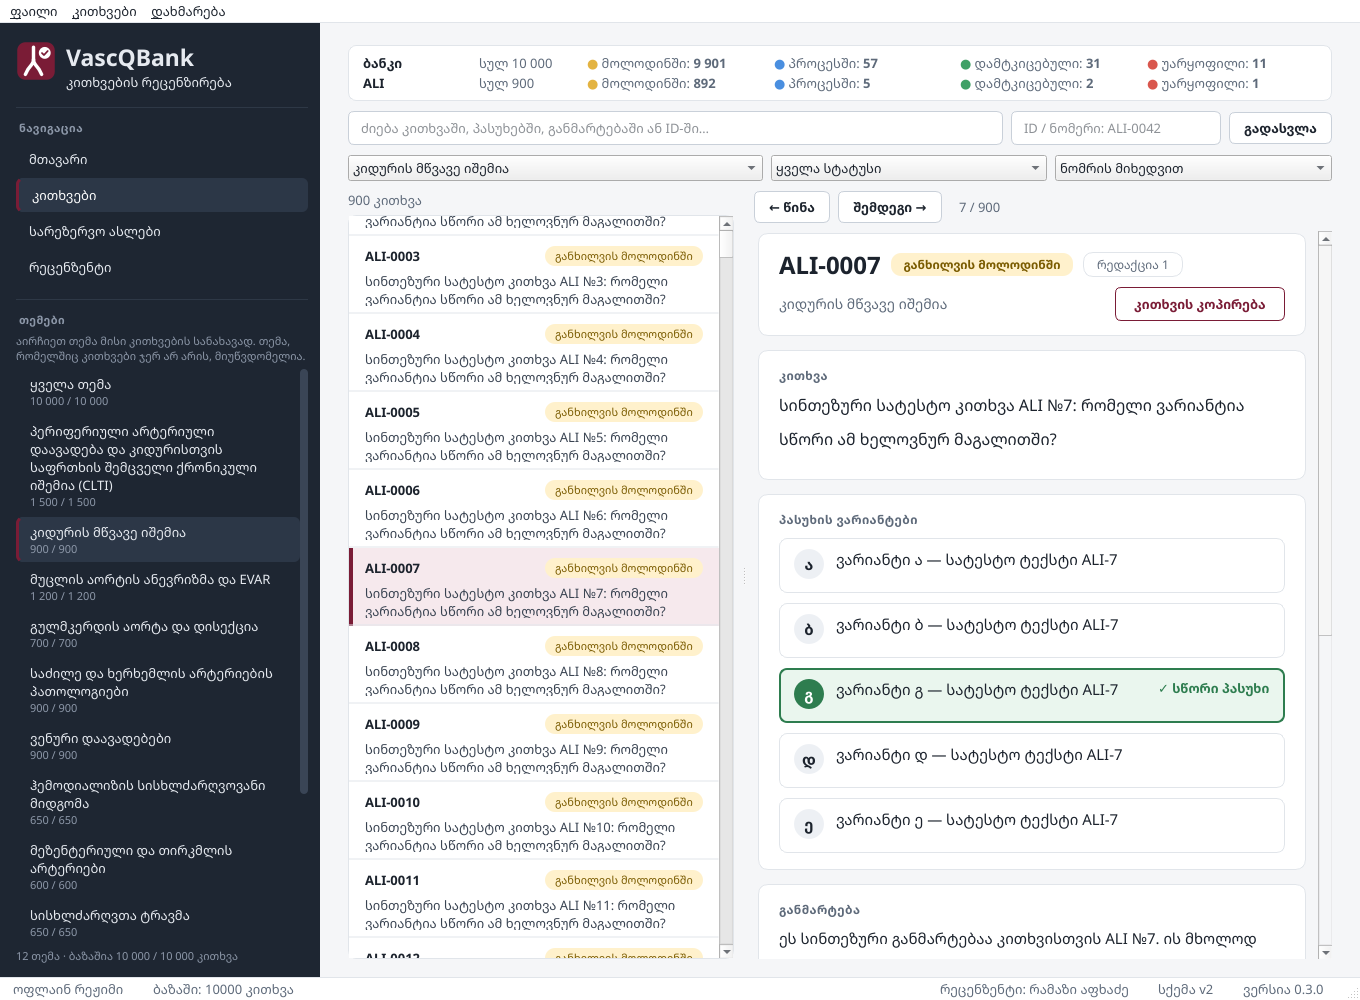 ფაილი კითხვები დახმარება
VascQBank
კითხვების რეცენზირება
ნავიგაცია
მთავარი
კითხვები
სარეზერვო ასლები
რეცენზენტი
თემები
აირჩიეთ თემა მისი კითხვების სანახავად. თემა,
რომელშიც კითხვები ჯერ არ არის, მიუწვდომელია.
ყველა თემა
10 000 / 10 000
პერიფერიული არტერიული
დაავადება და კიდურისთვის
საფრთხის შემცველი ქრონიკული
იშემია (CLTI)
1 500 / 1 500
კიდურის მწვავე იშემია
900 / 900
მუცლის აორტის ანევრიზმა და EVAR
1 200 / 1 200
გულმკერდის აორტა და დისექცია
700 / 700
საძილე და ხერხემლის არტერიების
პათოლოგიები
900 / 900
ვენური დაავადებები
900 / 900
ჰემოდიალიზის სისხლძარღვოვანი
მიდგომა
650 / 650
მეზენტერიული და თირკმლის
არტერიები
600 / 600
სისხლძარღვთა ტრავმა
650 / 650
12 თემა · ბაზაშია 10 000 / 10 000 კითხვა
ბანკი სულ 10 000 მოლოდინში: 9 901 პროცესში: 57 დამტკიცებული: 31 უარყოფილი: 11
ALI სულ 900 მოლოდინში: 892 პროცესში: 5 დამტკიცებული: 2 უარყოფილი: 1
ძიება კითხვაში, პასუხებში, განმარტებაში ან ID-ში... ID / ნომერი: ALI-0042 გადასვლა
კიდურის მწვავე იშემია ყველა სტატუსი ნომრის მიხედვით
900 კითხვა
ვარიანტია სწორი ამ ხელოვნურ მაგალითში?
ALI-0003 განხილვის მოლოდინში
სინთეზური სატესტო კითხვა ALI №3: რომელი
ვარიანტია სწორი ამ ხელოვნურ მაგალითში?
ALI-0004 განხილვის მოლოდინში
სინთეზური სატესტო კითხვა ALI №4: რომელი
ვარიანტია სწორი ამ ხელოვნურ მაგალითში?
ALI-0005 განხილვის მოლოდინში
სინთეზური სატესტო კითხვა ALI №5: რომელი
ვარიანტია სწორი ამ ხელოვნურ მაგალითში?
ALI-0006 განხილვის მოლოდინში
სინთეზური სატესტო კითხვა ALI №6: რომელი
ვარიანტია სწორი ამ ხელოვნურ მაგალითში?
ALI-0007 განხილვის მოლოდინში
სინთეზური სატესტო კითხვა ALI №7: რომელი
ვარიანტია სწორი ამ ხელოვნურ მაგალითში?
ALI-0008 განხილვის მოლოდინში
სინთეზური სატესტო კითხვა ALI №8: რომელი
ვარიანტია სწორი ამ ხელოვნურ მაგალითში?
ALI-0009 განხილვის მოლოდინში
სინთეზური სატესტო კითხვა ALI №9: რომელი
ვარიანტია სწორი ამ ხელოვნურ მაგალითში?
ALI-0010 განხილვის მოლოდინში
სინთეზური სატესტო კითხვა ALI №10: რომელი
ვარიანტია სწორი ამ ხელოვნურ მაგალითში?
ALI-0011 განხილვის მოლოდინში
სინთეზური სატესტო კითხვა ALI №11: რომელი
ვარიანტია სწორი ამ ხელოვნურ მაგალითში?
ALI-0012 განხილვის მოლოდინში
← წინა შემდეგი → 7 / 900
ALI-0007 განხილვის მოლოდინში რედაქცია 1
კიდურის მწვავე იშემია კითხვის კოპირება
კითხვა
სინთეზური სატესტო კითხვა ALI №7: რომელი ვარიანტია
სწორი ამ ხელოვნურ მაგალითში?
პასუხის ვარიანტები
ა ვარიანტი ა — სატესტო ტექსტი ALI-7
ბ ვარიანტი ბ — სატესტო ტექსტი ALI-7
გ ვარიანტი გ — სატესტო ტექსტი ALI-7 ✓ სწორი პასუხი
დ ვარიანტი დ — სატესტო ტექსტი ALI-7
ე ვარიანტი ე — სატესტო ტექსტი ALI-7
განმარტება
ეს სინთეზური განმარტებაა კითხვისთვის ALI №7. ის მხოლოდ
ოფლაინ რეჟიმი ბაზაში: 10000 კითხვა რეცენზენტი: რამაზი აფხაძე სქემა v2 ვერსია 0.3.0